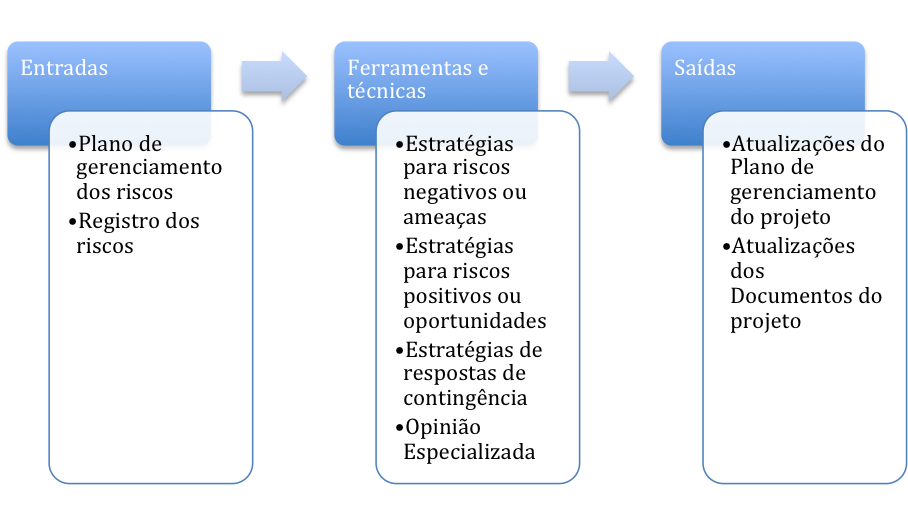 Entradas
•Plano de
gerenciamento
dos riscos
•Registro dos
riscos
Ferramentas e
técnicas
•Estratégias
para riscos
negativos ou
ameaças
•Estratégias
para riscos
positivos ou
oportunidades
•Estratégias de
respostas de
contingência
•Opinião
Especializada
Saídas
•Atualizações do
Plano de
gerenciamento
do projeto
•Atualizações
dos
Documentos do
projeto